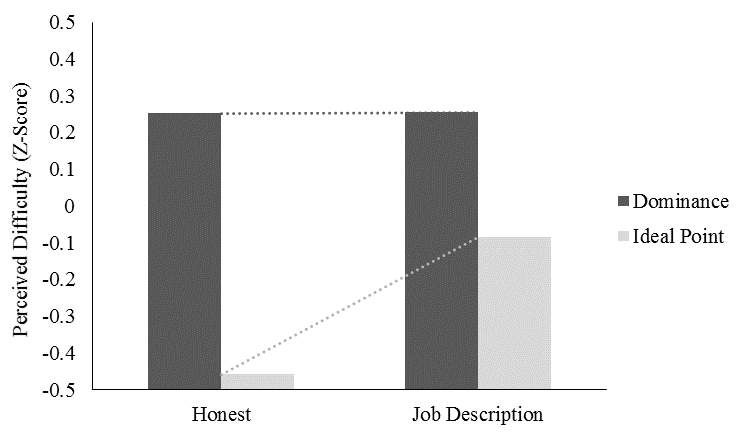 Perceived Difficulty (Z-Score)
0.5
0.4
0.3
0.2
0.1
0
-0.1
-0.2
-0.3
-0.4
-0.5
Honest
Job Description
Dominance
Ideal Point